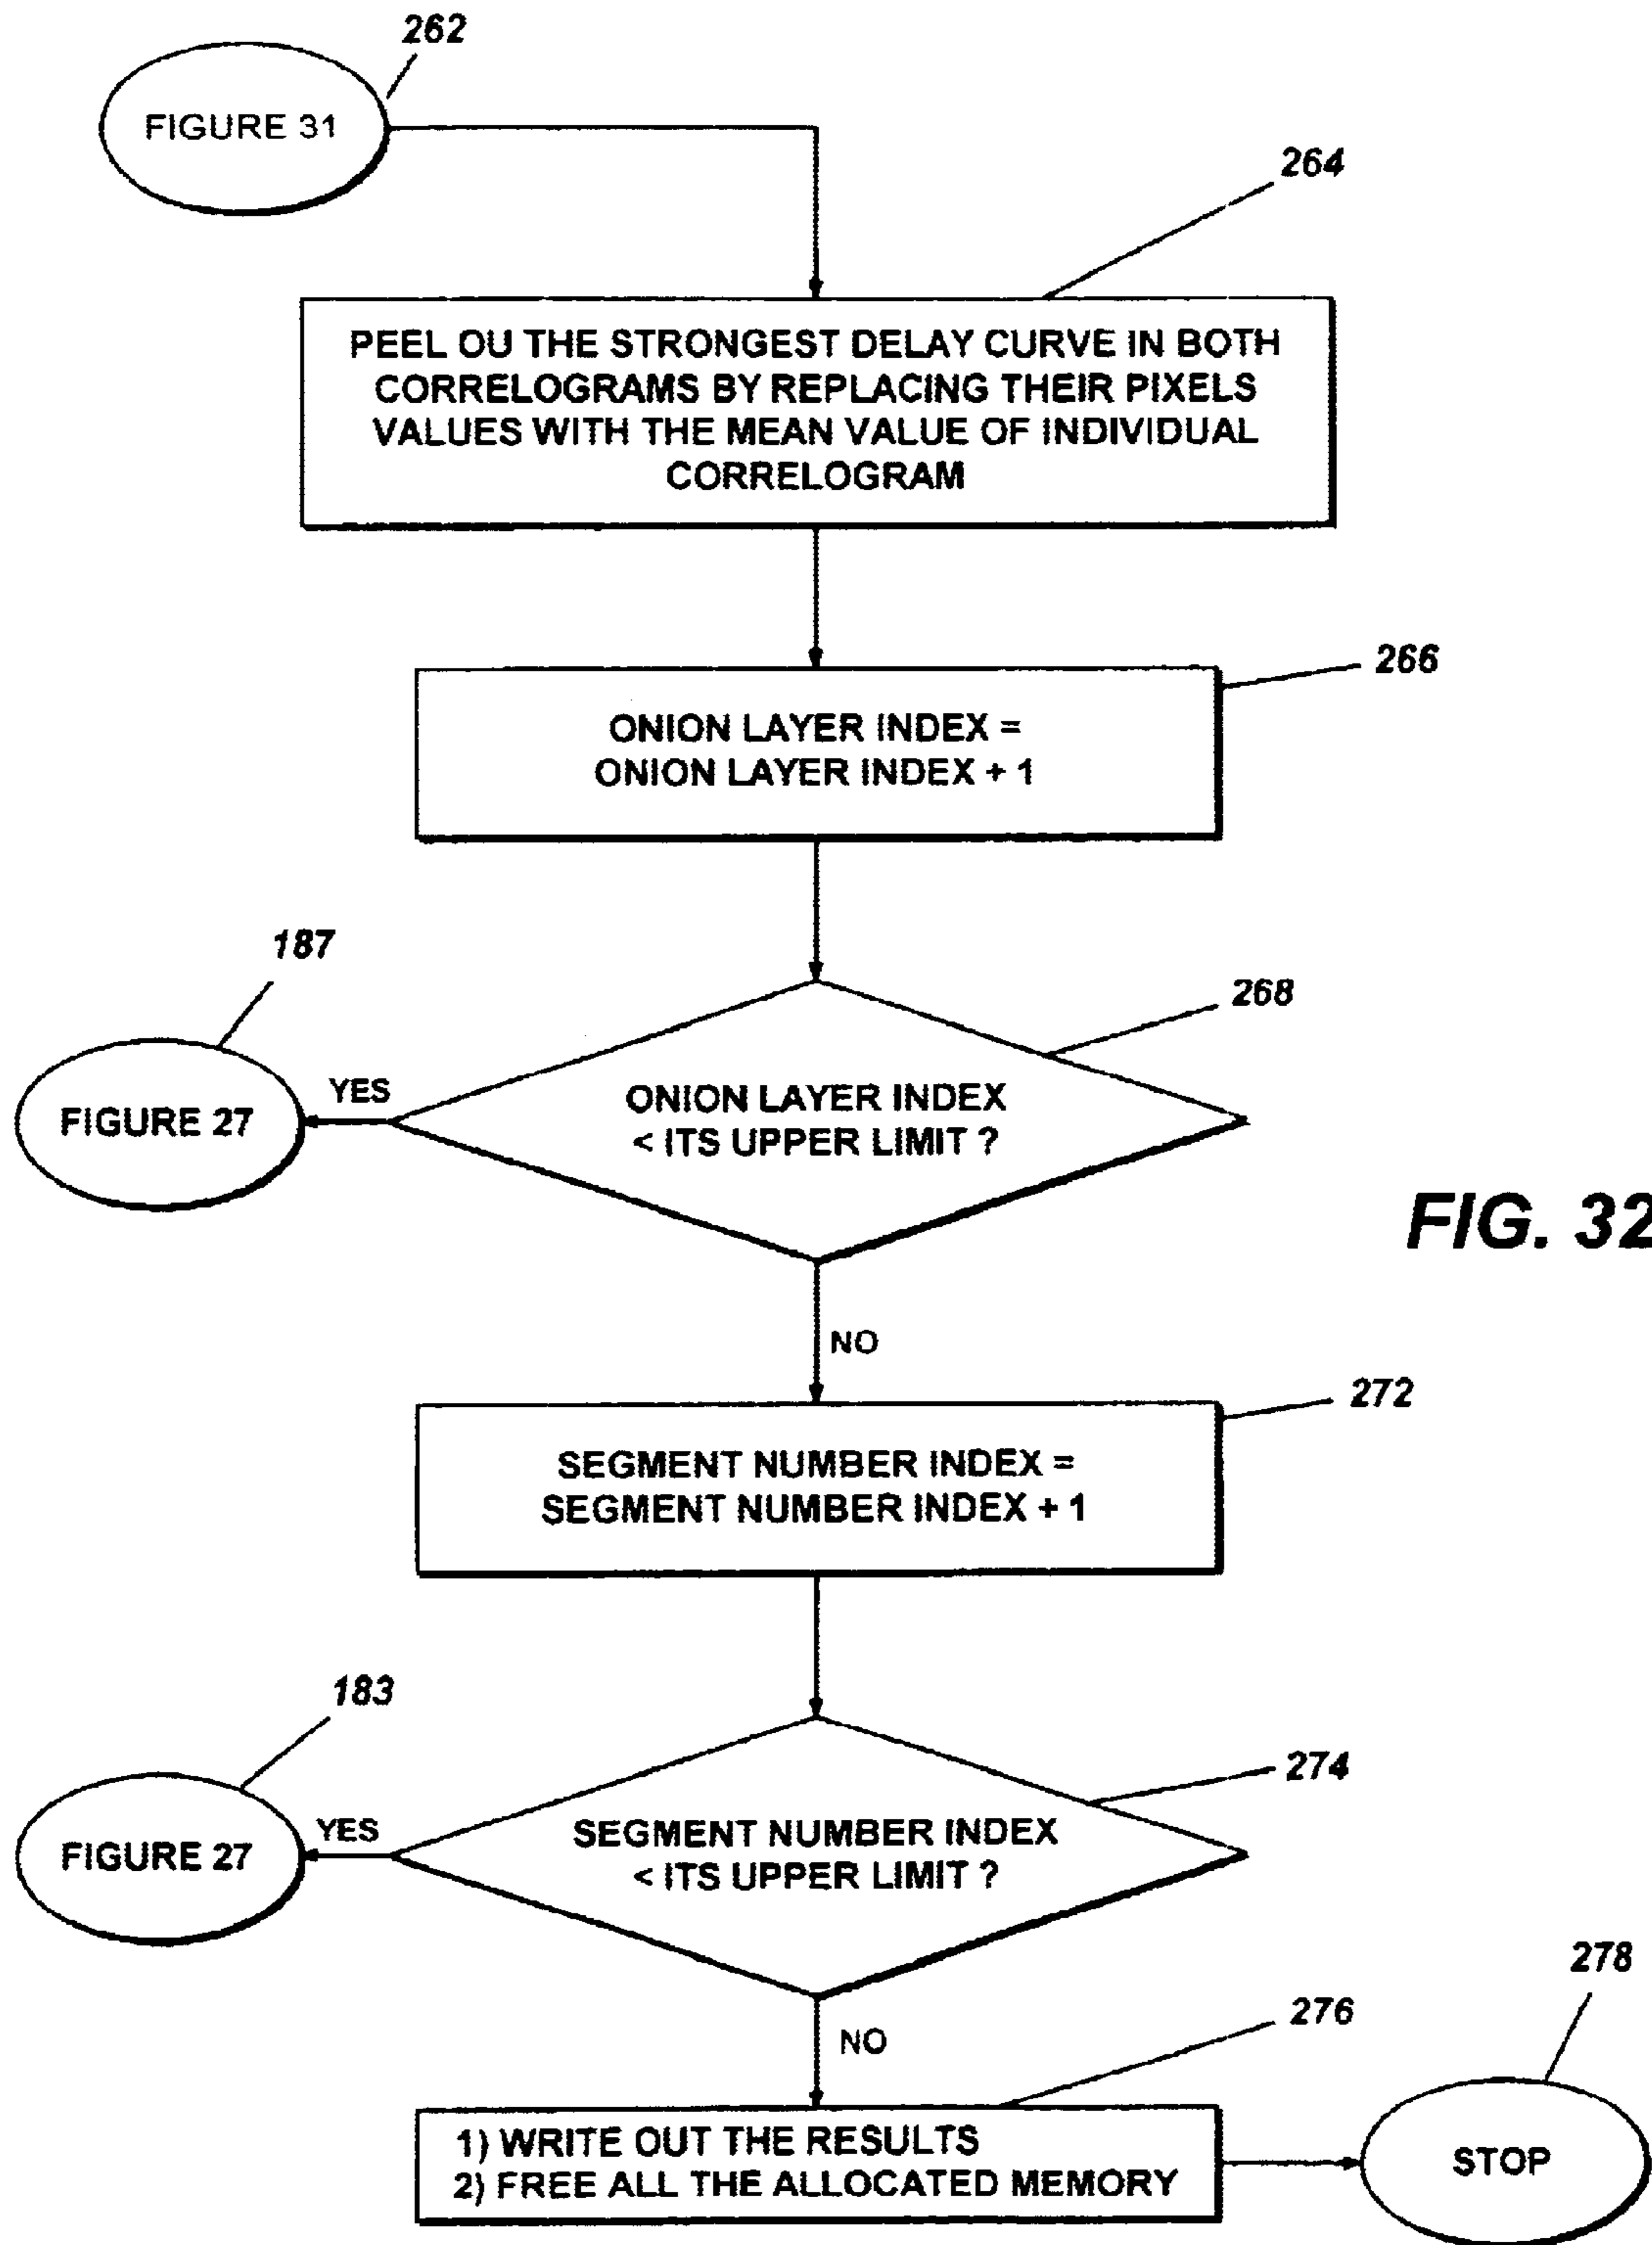 262
FIGURE 31
264
PEEL OU THE STRONGEST DELAY CURVE IN BOTH
CORRELOGRAMS BY REPLACING THEIR PIXELS
VALUES WITH THE MEAN VALUE OF INDIVIDUAL
CORRELOGRAM
266
ONION LAYER INDEX =
ONION LAYER INDEX + 1
187
268
FIGURE 27
YES
ONION LAYER INDEX
< ITS UPPER LIMIT ?
FIG. 32
NO
272
SEGMENT NUMBER INDEX =
SEGMENT NUMBER INDEX + 1
183
274
FIGURE 27
YES
SEGMENT NUMBER INDEX
< ITS UPPER LIMIT ?
278
276
NO
1) WRITE OUT THE RESULTS
2) FREE ALL THE ALLOCATED MEMORY
STOP